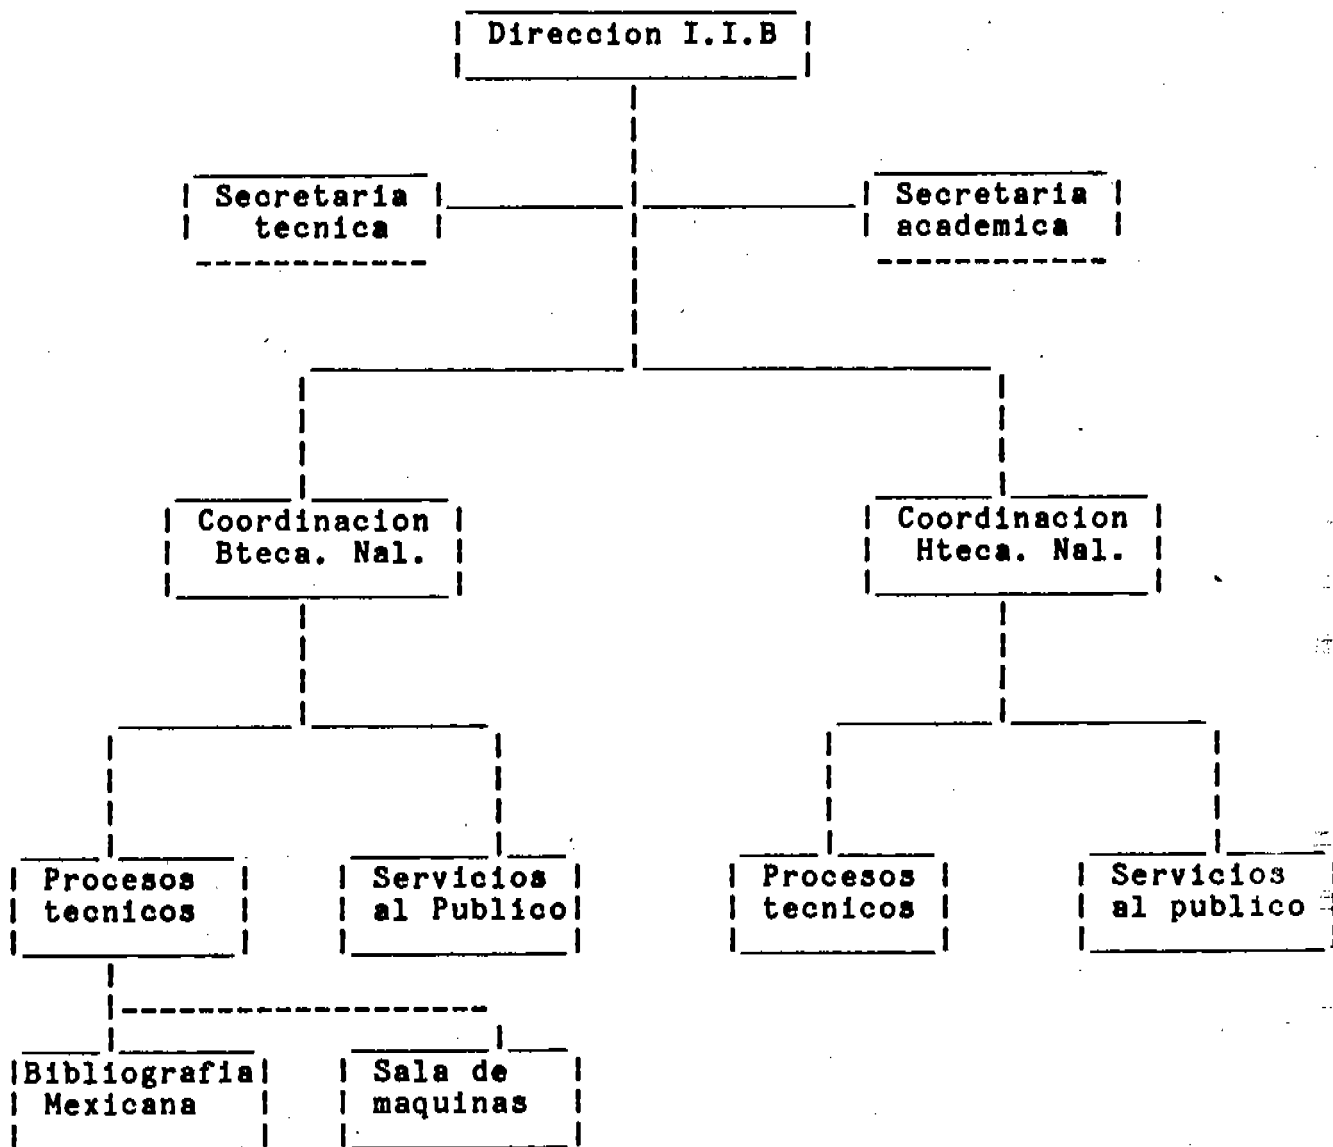 Direccion I.I.B
Secretaria
tecnica
Secretaria
academica
Coordinacion
Bteca. Nal.
Coordinacion
Hteca. Nal.
Procesos
tecnicos
Servicios
al Publico
Procesos
tecnicos
Servicios
al publico
Bibliografia
Mexicana
Sala de
maquinas